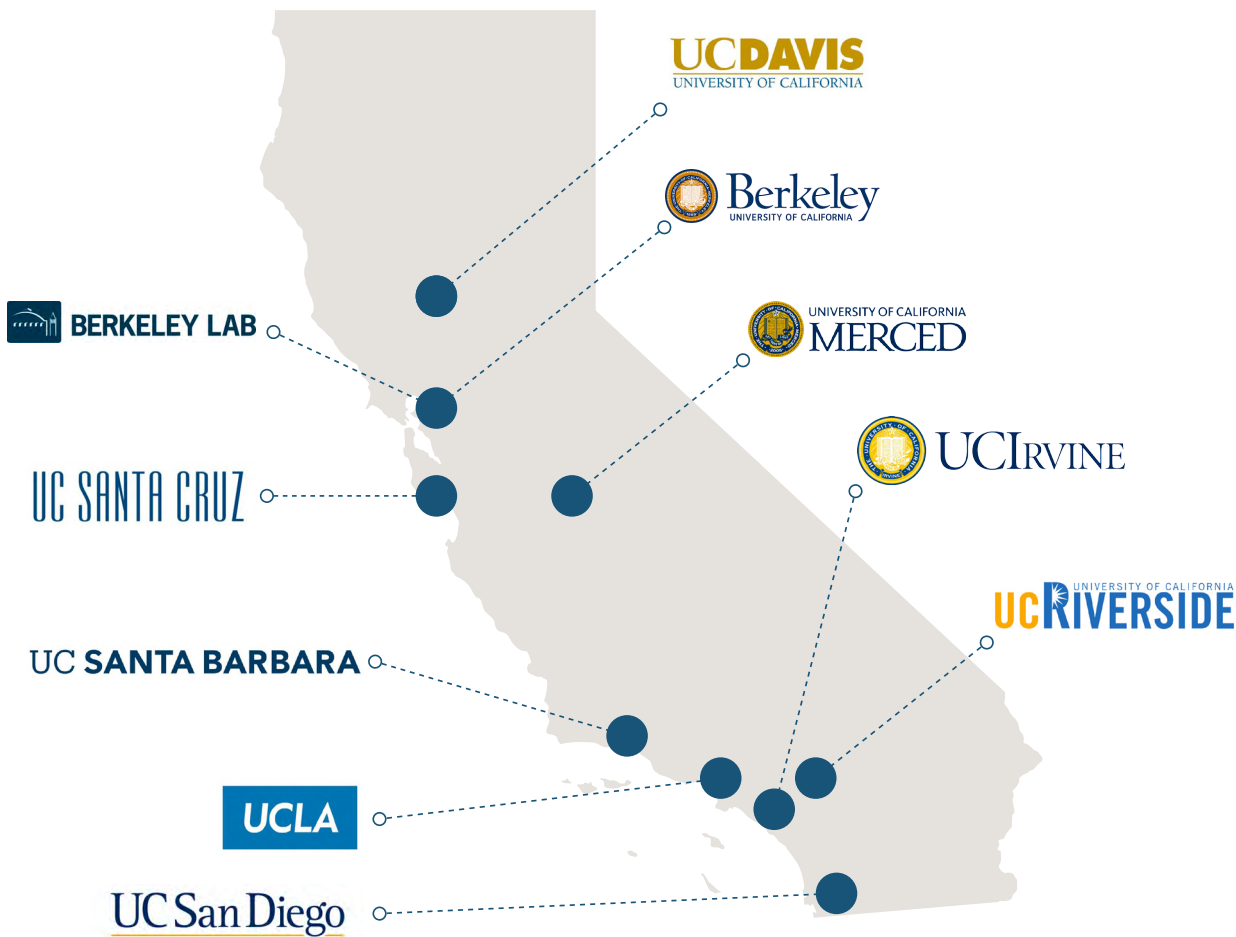 UCDAVIS
UNIVERSITY OF CALIFORNIA
Berkeley
UNIVERSITY OF CALIFORNIA
BERKELEY LAB
UNIVERSITY OF CALIFORNIA
MERCED
UCIRVINE
UC SANTA CRUZ
UNIVERSITY OF CALIFORNIA
UCRIVERSIDE
UC SANTA BARBARA
UCLA
UC San Diego